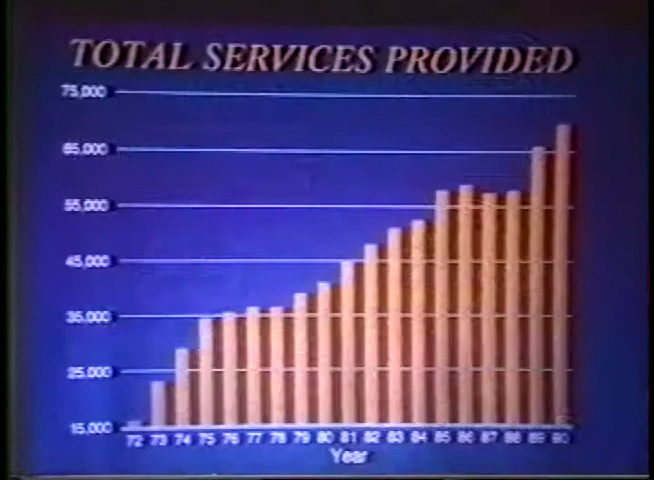 TOTAL SERVICES PROVIDED
75,000
65,000
55,000
45,000
35,000
25,000
15,000
72 73 74 75 76 77 78 79 80 81 82 83 84 85 86 87 88 89 90
Year